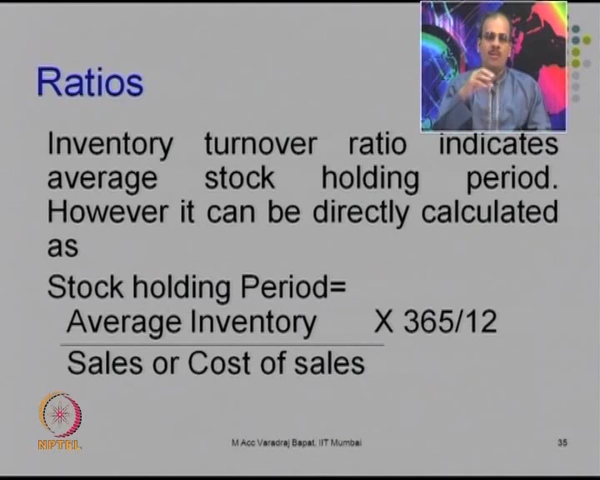 Ratios
Inventory turnover ratio indicates
average stock holding period.
However it can be directly calculated
as
Stock holding Period=
Average Inventory X 365/12
Sales or Cost of sales
NPTEL
M Acc Varadraj Bapat, IIT Mumbai
35